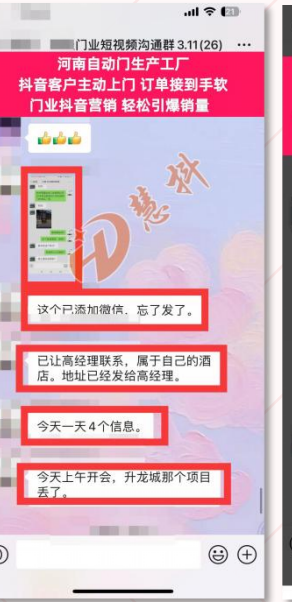 门业短视频沟通群 3.11(26) ...
河南自动门生产工厂
抖音客户主动上门 订单接到手软
门业抖音营销 轻松引爆销量
慧抖
这个已添加微信，忘了发了。
已让高经理联系，属于自己的酒
店。地址已经发给高经理。
今天一天4个信息。
今天上午开会，升龙城那个项目
丢了。